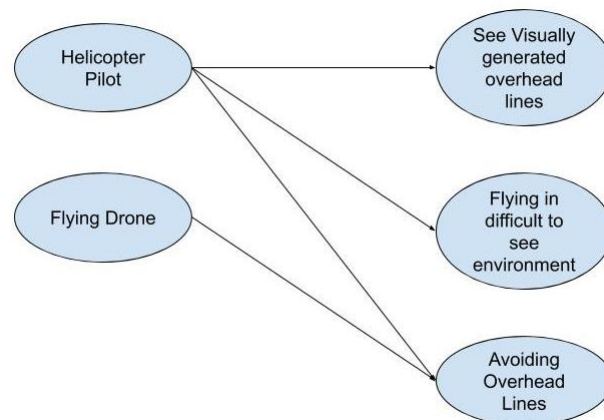 Helicopter
Pilot
See Visually
generated
overhead
lines
Flying Drone
Flying in
difficult to
see
environment
Avoiding
Overhead
Lines